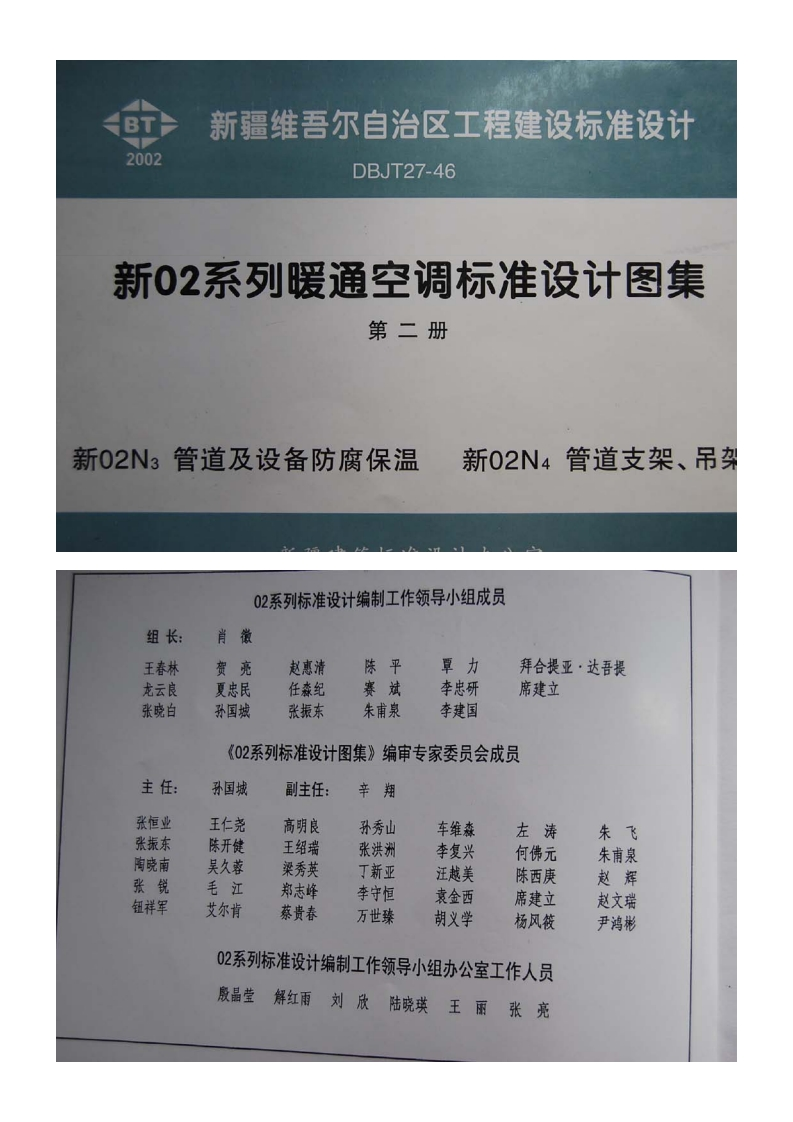 BT
2002
新疆维吾尔自治区工程建设标准设计
DBJT27-46
新02系列暖通空调标准设计图集
第二册
新02N3 管道及设备防腐保温 新02N4 管道支架、吊架
新疆建筑标准设计办公室
02系列标准设计编制工作领导小组成员
组 长: 肖 徽
王春林 贺 亮 赵惠清 陈 平 覃 力 拜合提亚·达吾提
龙云良 夏忠民 任淼纪 赛 斌 李忠研 席建立
张晓白 孙国城 张振东 朱甫泉 李建国
《02系列标准设计图集》编审专家委员会成员
主 任: 孙国城 副主任: 辛 翔
张恒业 王仁尧 高明良 孙秀山 车维淼 左 涛 朱 飞
张振东 陈开健 王绍瑞 张洪洲 李复兴 何佛元 朱甫泉
陶晓南 吴久蓉 梁秀英 丁新亚 汪越美 陈西庚 赵 辉
张 锐 毛 江 郑志峰 李守恒 袁金西 席建立 赵文瑞
钮祥军 艾尔肯 蔡贵春 万世臻 胡义学 杨风筱 尹鸿彬
02系列标准设计编制工作领导小组办公室工作人员
殷晶莹 解红雨 刘 欣 陆晓瑛 王 丽 张 亮